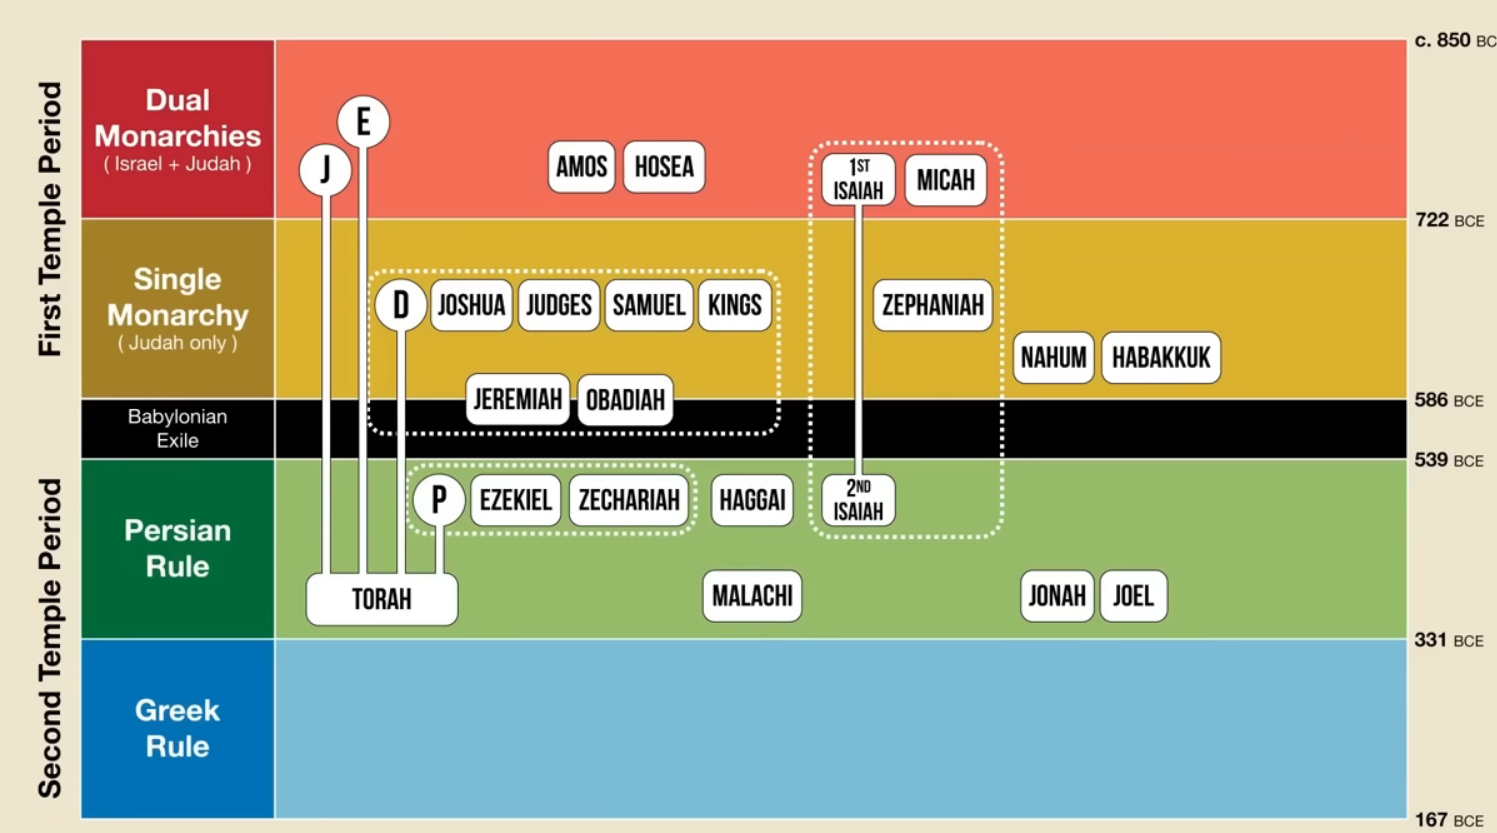 c. 850 BC
First Temple Period
Dual
Monarchies
( Israel + Judah )
E
J
AMOS
HOSEA
1ST
ISAIAH
MICAH
722 BCE
Single
Monarchy
( Judah only )
D
JOSHUA
JUDGES
SAMUEL
KINGS
ZEPHANIAH
NAHUM
HABAKKUK
JEREMIAH
OBADIAH
586 BCE
Babylonian
Exile
539 BCE
Second Temple Period
Persian
Rule
P
EZEKIEL
ZECHARIAH
HAGGAI
2ND
ISAIAH
TORAH
MALACHI
JONAH
JOEL
331 BCE
Greek
Rule
167 BCE